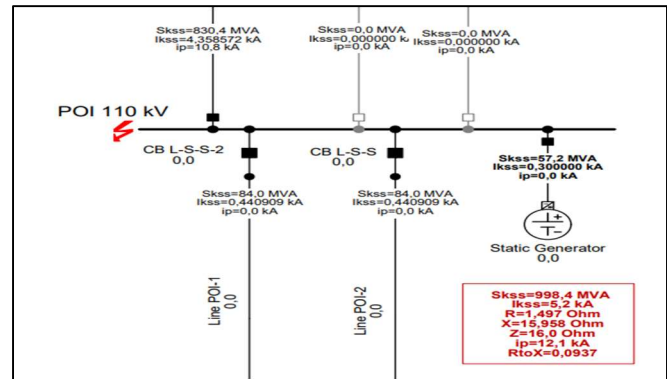 Skss=830,4 MVA
Ikss=4,358572 kA
ip=10,8 kA
Skss=0,0 MVA
Ikss=0,000000 kA
ip=0,0 kA
Skss=0,0 MVA
Ikss=0,000000 kA
ip=0,0 kA
POI 110 kV
CB L-S-S-2
0,0
CB L-S-S
0,0
Skss=57,2 MVA
Ikss=0,300000 kA
ip=0,0 kA
Skss=84,0 MVA
Ikss=0,440909 kA
ip=0,0 kA
Skss=84,0 MVA
Ikss=0,440909 kA
ip=0,0 kA
Static Generator
0,0
Line POI-1
0,0
Line POI-2
0,0
Skss=998,4 MVA
Ikss=5,2 kA
R=1,497 Ohm
X=15,958 Ohm
Z=16,0 Ohm
ip=12,1 kA
RtoX=0,0937